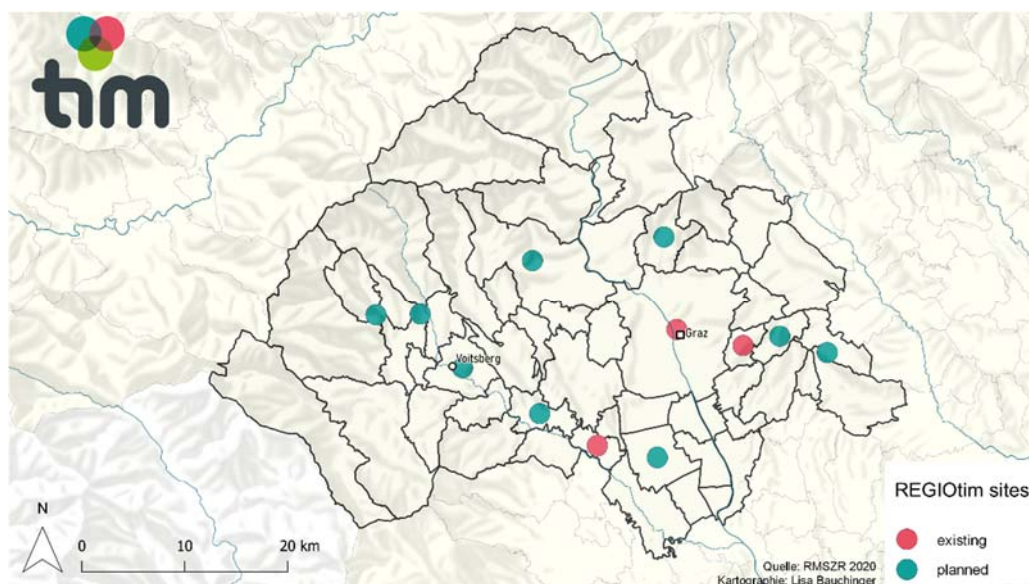 tim
Graz
Voitsberg
REGIOtim sites
existing
planned
N
0 10 20 km
Quelle: RMSZR 2020
Kartographie: Lisa Bauchinger